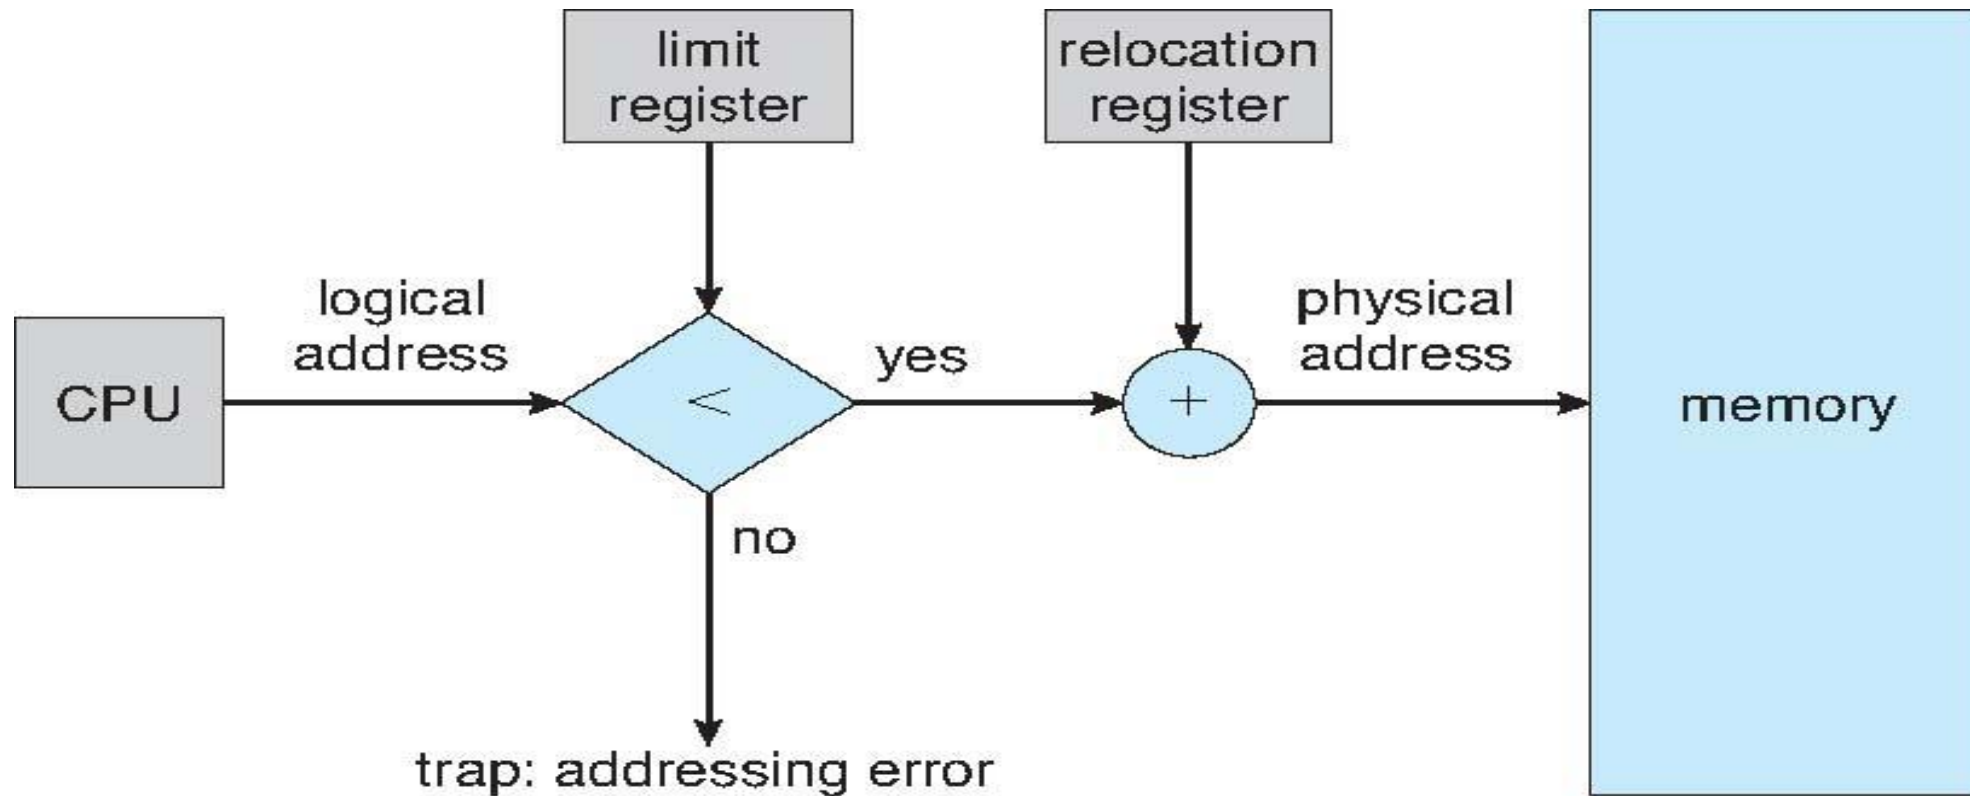 limit
register
relocation
register
logical
address
physical
address
CPU
<
yes
+
memory
no
trap: addressing error